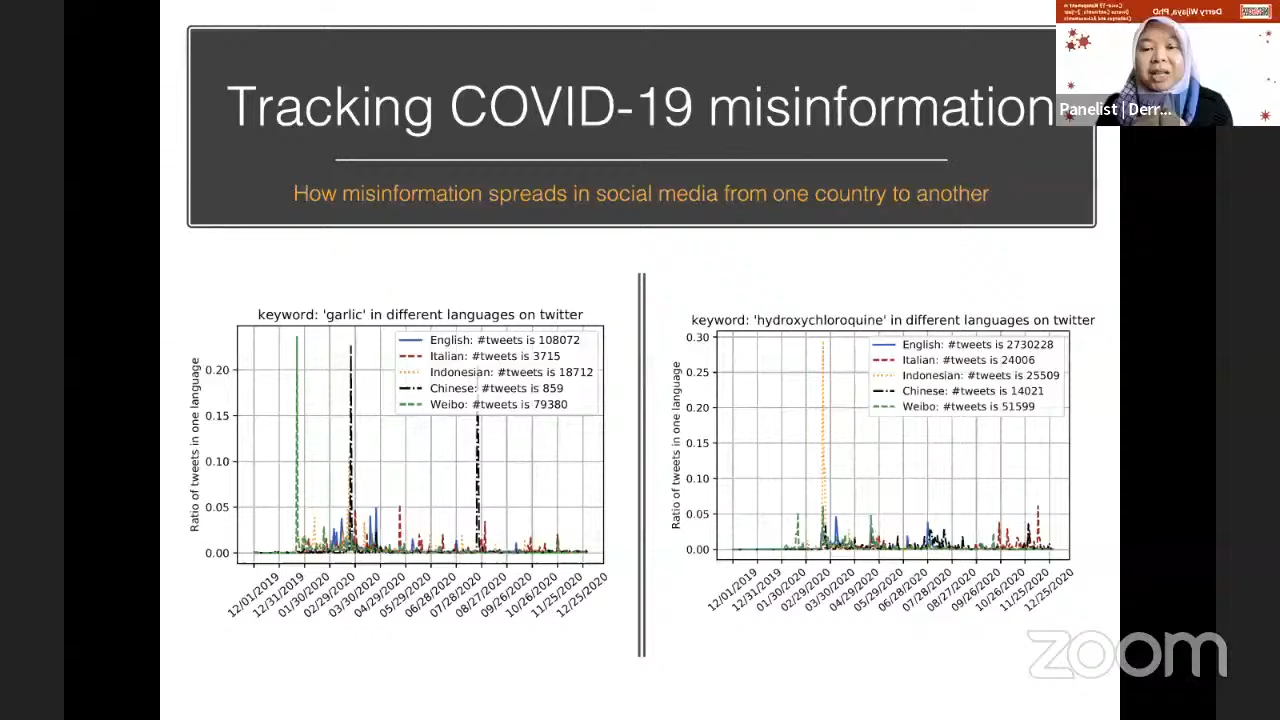 Derry Wijaya, PhD
Panelist | Derr...
Tracking COVID-19 misinformation
How misinformation spreads in social media from one country to another
keyword: 'garlic' in different languages on twitter
Ratio of tweets in one language
0.20
0.15
0.10
0.05
0.00
English: #tweets is 108072
Italian: #tweets is 3715
Indonesian: #tweets is 18712
Chinese: #tweets is 859
Weibo: #tweets is 79380
12/01/2019
12/31/2019
01/30/2020
02/29/2020
03/30/2020
04/29/2020
05/29/2020
06/28/2020
07/28/2020
08/27/2020
09/26/2020
10/26/2020
11/25/2020
12/25/2020
keyword: 'hydroxychloroquine' in different languages on twitter
Ratio of tweets in one language
0.30
0.25
0.20
0.15
0.10
0.05
0.00
English: #tweets is 2730228
Italian: #tweets is 24006
Indonesian: #tweets is 25509
Chinese: #tweets is 14021
Weibo: #tweets is 51599
12/01/2019
12/31/2019
01/30/2020
02/29/2020
03/30/2020
04/29/2020
05/29/2020
06/28/2020
07/28/2020
08/27/2020
09/26/2020
10/26/2020
11/25/2020
12/25/2020
zoom